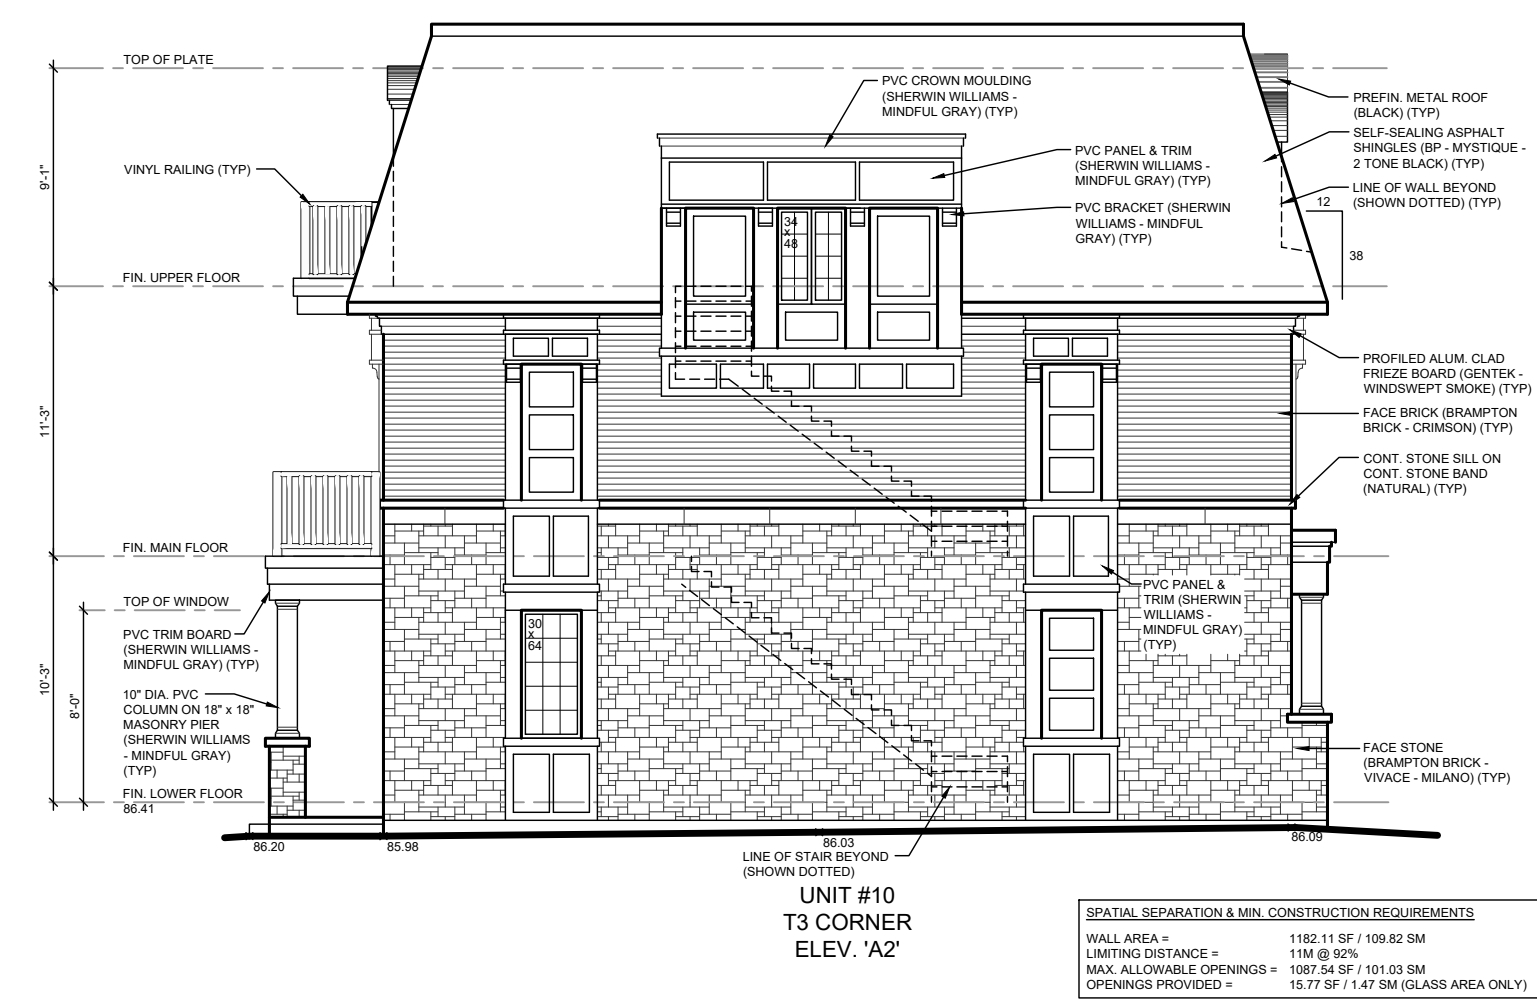 TOP OF PLATE
9'-1"
VINYL RAILING (TYP)
FIN. UPPER FLOOR
11'-3"
FIN. MAIN FLOOR
TOP OF WINDOW
10'-3"
8'-0"
PVC TRIM BOARD
(SHERWIN WILLIAMS -
MINDFUL GRAY) (TYP)
10" DIA. PVC
COLUMN ON 18" x 18"
MASONRY PIER
(SHERWIN WILLIAMS
- MINDFUL GRAY)
(TYP)
FIN. LOWER FLOOR
86.41
PVC CROWN MOULDING
(SHERWIN WILLIAMS -
MINDFUL GRAY) (TYP)
PVC PANEL & TRIM
(SHERWIN WILLIAMS -
MINDFUL GRAY) (TYP)
PVC BRACKET (SHERWIN
WILLIAMS - MINDFUL
GRAY) (TYP)
34
x
48
30
x
64
PREFIN. METAL ROOF
(BLACK) (TYP)
SELF-SEALING ASPHALT
SHINGLES (BP - MYSTIQUE -
2 TONE BLACK) (TYP)
LINE OF WALL BEYOND
(SHOWN DOTTED) (TYP)
12
38
PROFILED ALUM. CLAD
FRIEZE BOARD (GENTEK -
WINDSWEPT SMOKE) (TYP)
FACE BRICK (BRAMPTON
BRICK - CRIMSON) (TYP)
CONT. STONE SILL ON
CONT. STONE BAND
(NATURAL) (TYP)
PVC PANEL &
TRIM (SHERWIN
WILLIAMS -
MINDFUL GRAY)
(TYP)
FACE STONE
(BRAMPTON BRICK -
VIVACE - MILANO) (TYP)
86.20
85.98
86.03
86.09
LINE OF STAIR BEYOND
(SHOWN DOTTED)
UNIT #10
T3 CORNER
ELEV. 'A2'
SPATIAL SEPARATION & MIN. CONSTRUCTION REQUIREMENTS
WALL AREA = 1182.11 SF / 109.82 SM
LIMITING DISTANCE = 11M @ 92%
MAX. ALLOWABLE OPENINGS = 1087.54 SF / 101.03 SM
OPENINGS PROVIDED = 15.77 SF / 1.47 SM (GLASS AREA ONLY)